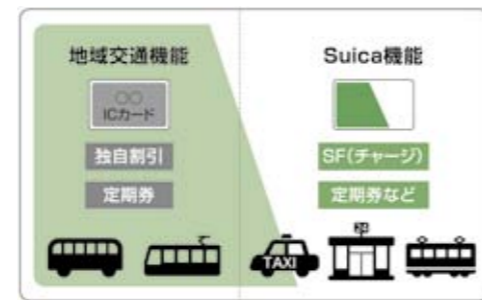 地域交通機能
○○
ICカード
独自割引
定期券
Suica機能
SF(チャージ)
定期券など
TAXI